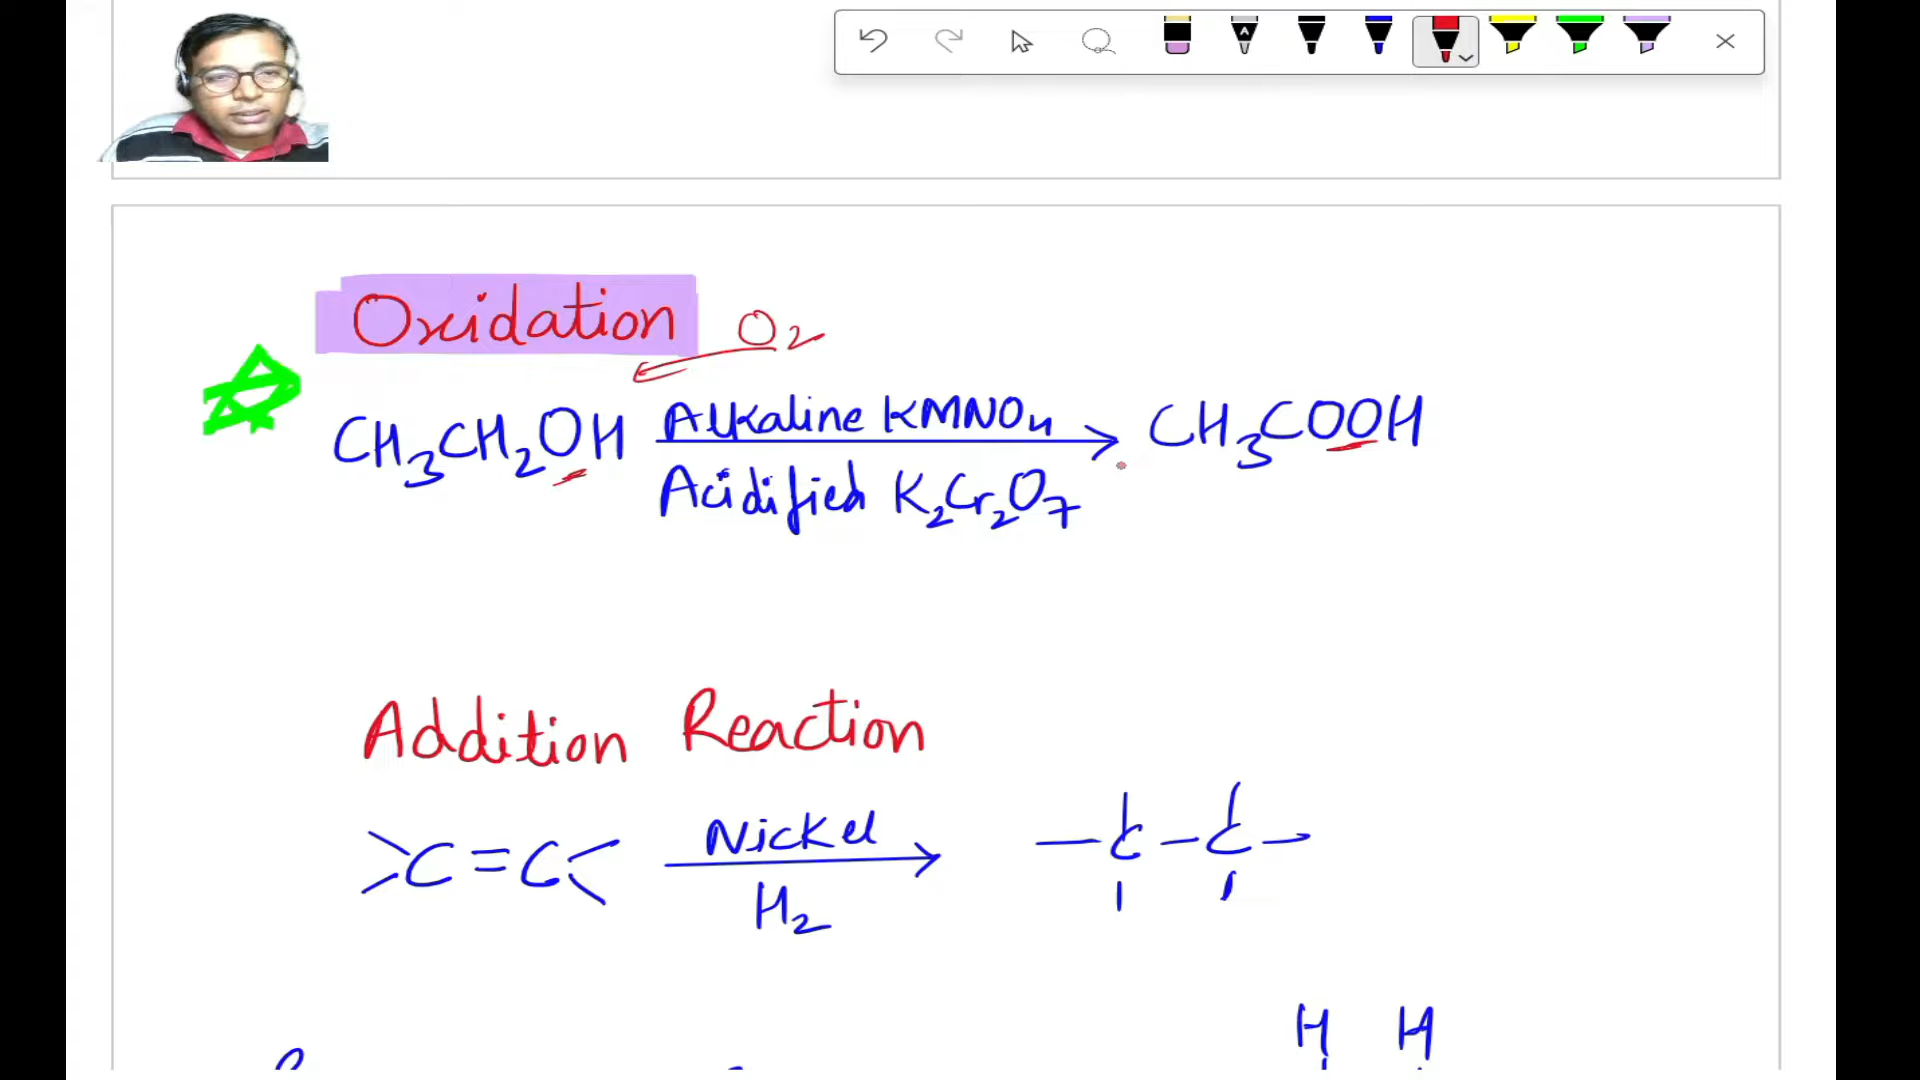 Oxidation O2
CH3CH2OH Alkaline KMNO4 CH3COOH
Acidified K2Cr2O7
Addition Reaction
C=C Nickel C-C
H2
H H